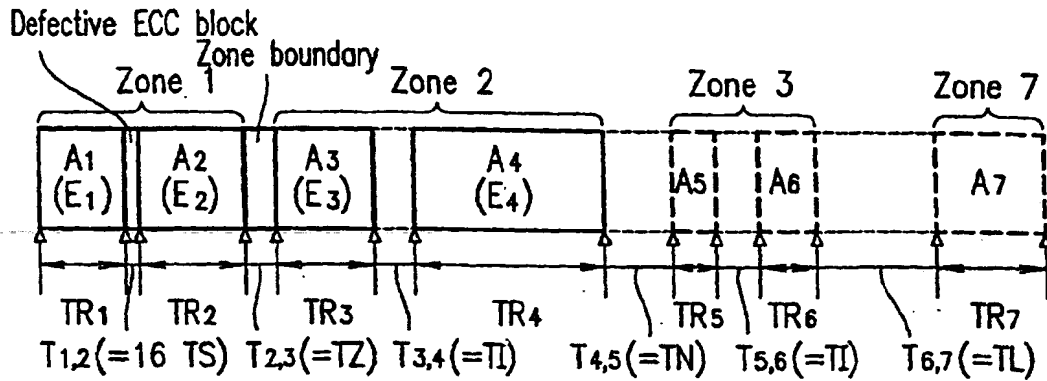 Defective ECC block
Zone boundary
Zone 1
Zone 2
Zone 3
Zone 7
A1
(E1)
A2
(E2)
A3
(E3)
A4
(E4)
A5
A6
A7
TR1
TR2
TR3
TR4
TR5
TR6
TR7
T1,2(=16 TS)
T2,3(=TZ)
T3,4(=TI)
T4,5(=TN)
T5,6(=TI)
T6,7(=TL)